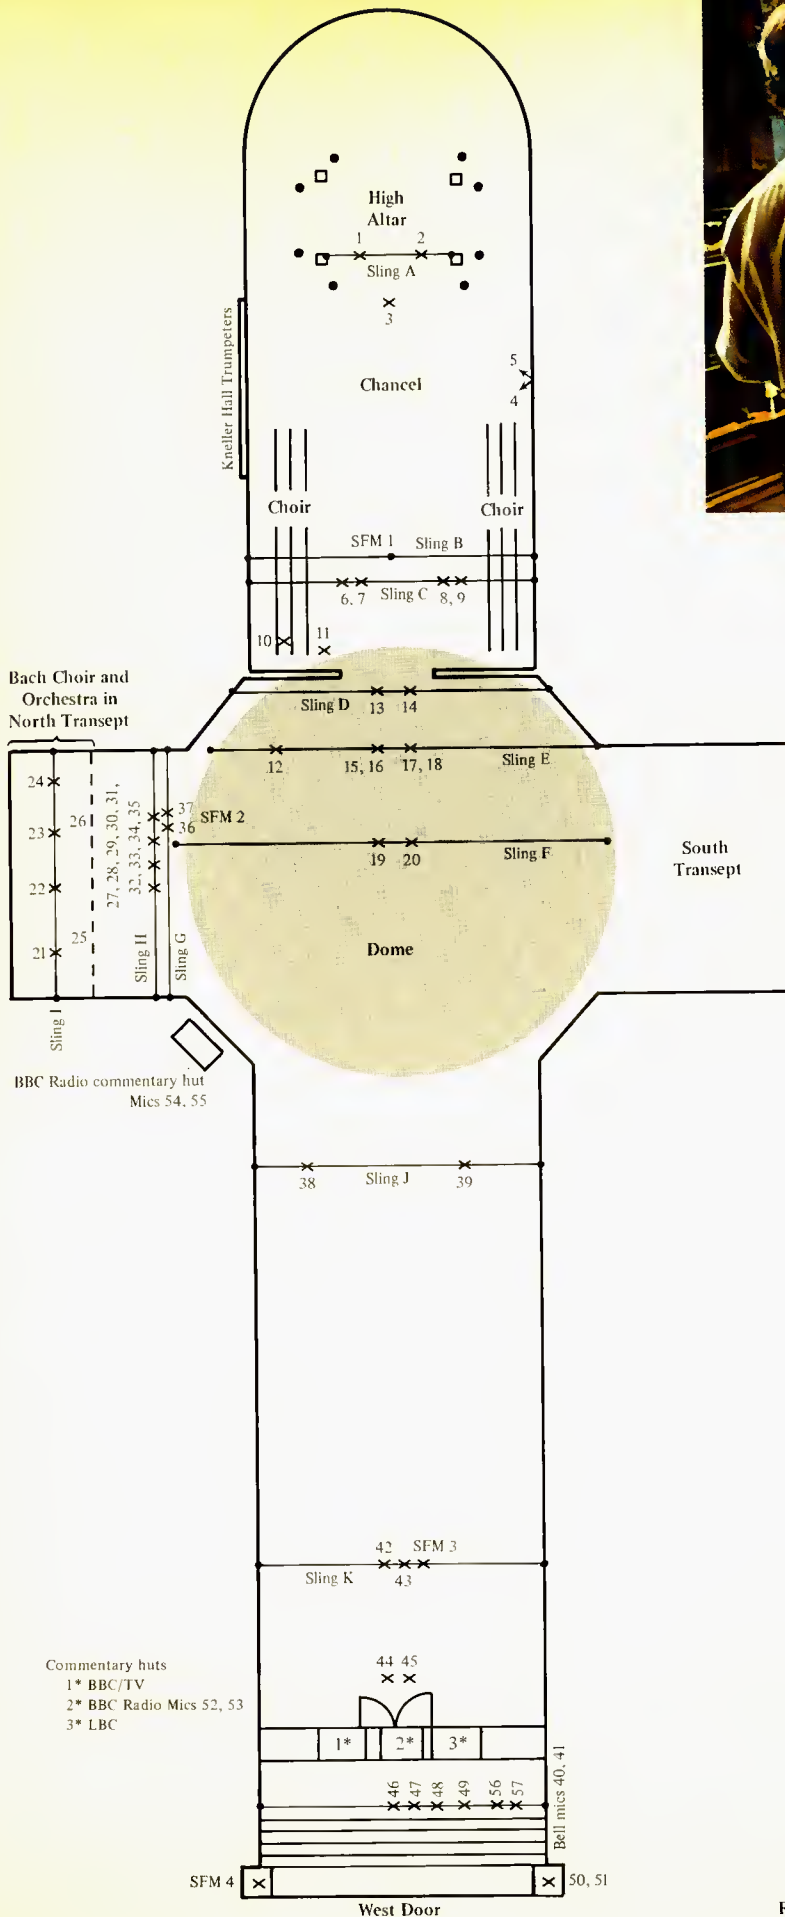 High
Altar
1
2
Sling A
3
Kneller Hall Trumpeters
5
Chancel
4
Choir
Choir
SFM 1
Sling B
6, 7
Sling C
8, 9
10
11
Bach Choir and
Orchestra in
North Transept
Sling D
13
14
12
15, 16
17, 18
Sling E
24
23
22
21
26
25
27, 28, 29, 30, 31,
32, 33, 34, 35
37
SFM 2
36
19
20
Sling F
South
Transept
Sling I
Sling H
Sling G
Dome
BBC Radio commentary hut
Mics 54, 55
38
Sling J
39
42
SFM 3
Sling K
43
Commentary huts
1* BBC/TV
2* BBC Radio Mics 52, 53
3* LBC
44
45
1*
2*
3*
46
47
48
49
56
57
Bell mics 40, 41
SFM 4
50, 51
West Door